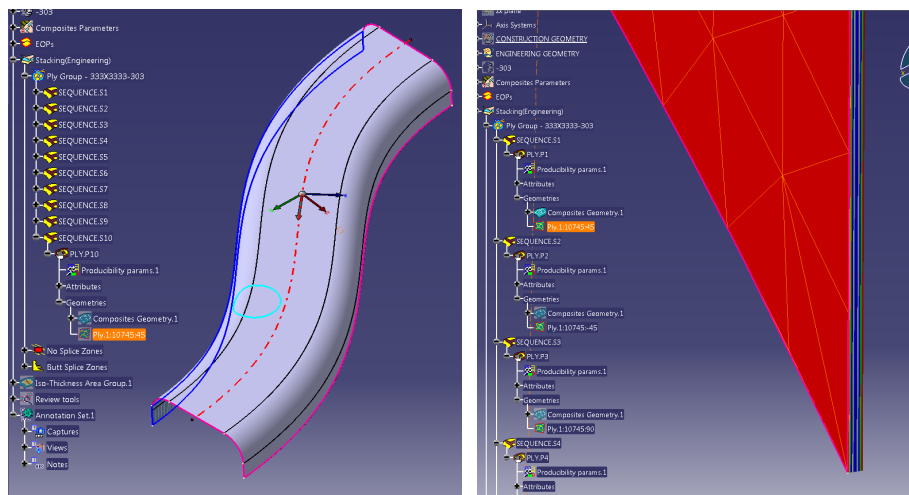 -303
Composites Parameters
EOPs
Stacking(Engineering)
Ply Group - 333X3333-303
SEQUENCE.S1
SEQUENCE.S2
SEQUENCE.S3
SEQUENCE.S4
SEQUENCE.S5
SEQUENCE.S6
SEQUENCE.S7
SEQUENCE.S8
SEQUENCE.S9
SEQUENCE.S10
PLY.P10
Producibility params.1
Attributes
Geometries
Composites Geometry.1
Ply.1:10745:45
No Splice Zones
Butt Splice Zones
Iso-Thickness Area Group.1
Review tools
Annotation Set.1
Captures
Views
Notes
plane
Axis Systems
CONSTRUCTION GEOMETRY
ENGINEERING GEOMETRY
-303
Composites Parameters
EOPs
Stacking(Engineering)
Ply Group - 333X3333-303
SEQUENCE.S1
PLY.P1
Producibility params.1
Attributes
Geometries
Composites Geometry.1
Ply.1:10745:45
SEQUENCE.S2
PLY.P2
Producibility params.1
Attributes
Geometries
Composites Geometry.1
Ply.1:10745:-45
SEQUENCE.S3
PLY.P3
Producibility params.1
Attributes
Geometries
Composites Geometry.1
Ply.1:10745:90
SEQUENCE.S4
PLY.P4
Producibility params.1
Attributes